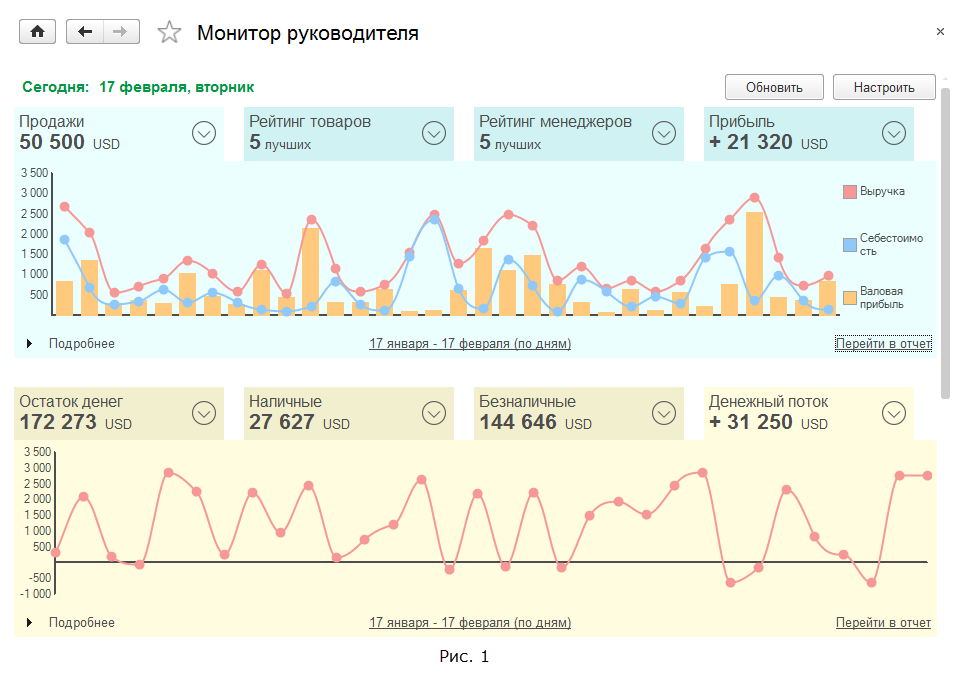 Монитор руководителя
Сегодня: 17 февраля, вторник
Обновить
Настроить
Продажи
50 500 USD
Рейтинг товаров
5 лучших
Рейтинг менеджеров
5 лучших
Прибыль
+ 21 320 USD
3 500
3 000
2 500
2 000
1 500
1 000
500
Выручка
Себестоимо
сть
Валовая
прибыль
Подробнее
17 января - 17 февраля (по дням)
Перейти в отчет
Остаток денег
172 273 USD
Наличные
27 627 USD
Безналичные
144 646 USD
Денежный поток
+ 31 250 USD
3 500
3 000
2 500
2 000
1 500
1 000
500
-500
-1 000
Подробнее
17 января - 17 февраля (по дням)
Перейти в отчет
Рис. 1